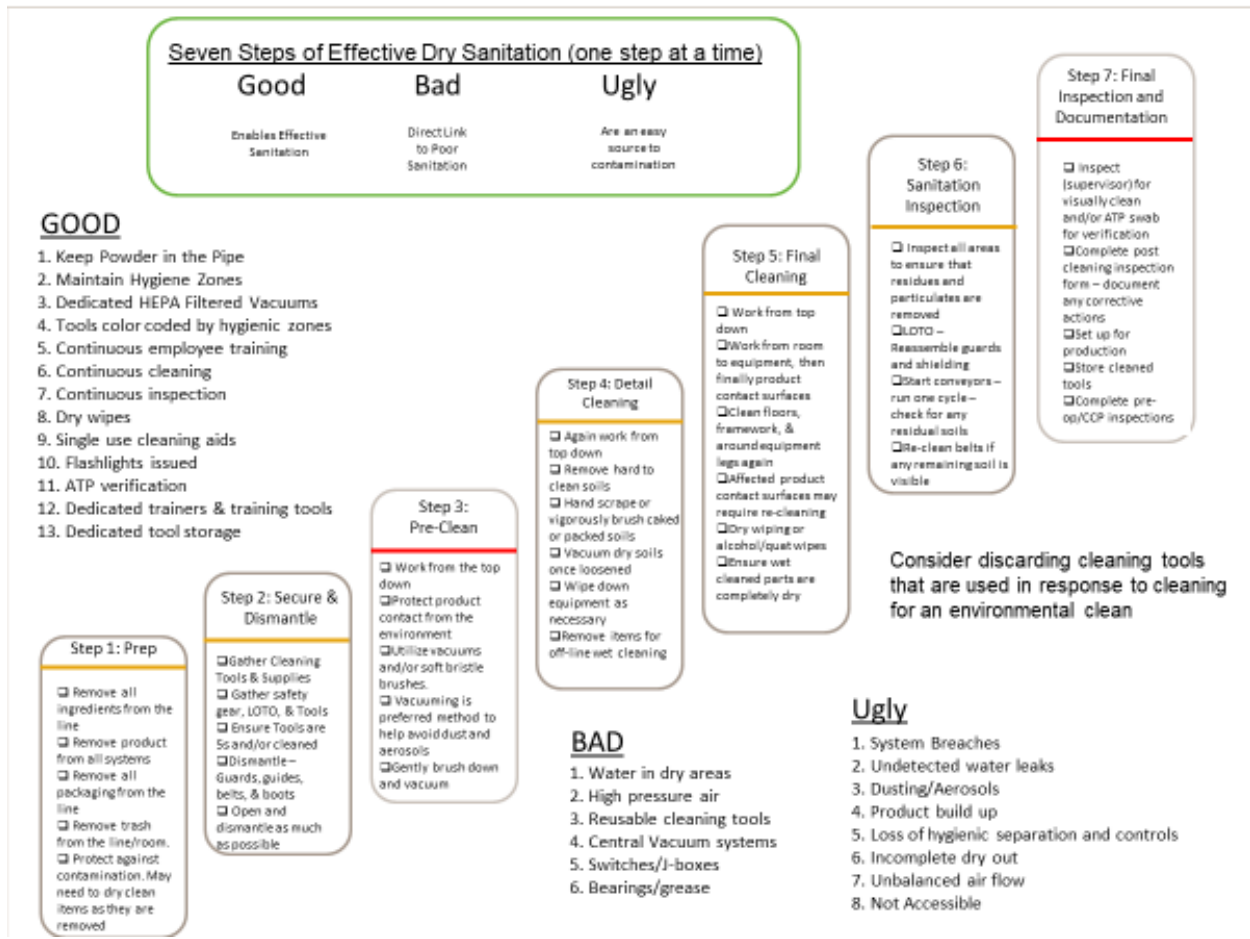 Seven Steps of Effective Dry Sanitation (one step at a time)
Good
Bad
Ugly
Enables Effective
Sanitation
Direct Link
to Poor
Sanitation
Are an easy
source to
contamination
GOOD
1. Keep Powder in the Pipe
2. Maintain Hygiene Zones
3. Dedicated HEPA Filtered Vacuums
4. Tools color coded by hygienic zones
5. Continuous employee training
6. Continuous cleaning
7. Continuous inspection
8. Dry wipes
9. Single use cleaning aids
10. Flashlights issued
11. ATP verification
12. Dedicated trainers & training tools
13. Dedicated tool storage
Step 1: Prep
❑ Remove all
ingredients from the
line
❑ Remove product
from all systems
❑ Remove all
packaging from the
line
❑ Remove trash
from the line/room.
❑ Protect against
contamination. May
need to dry clean
items as they are
removed
Step 2: Secure &
Dismantle
❑Gather Cleaning
Tools & Supplies
❑ Gather safety
gear, LOTO, & Tools
❑ Ensure Tools are
5s and/or cleaned
❑Dismantle –
Guards, guides,
belts, & boots
❑ Open and
dismantle as much
as possible
Step 3:
Pre-Clean
❑ Work from the top
down
❑Protect product
contact from the
environment
❑Utilize vacuums
and/or soft bristle
brushes.
❑ Vacuuming is
preferred method to
help avoid dust and
aerosols
❑Gently brush down
and vacuum
Step 4: Detail
Cleaning
❑ Again work from
top down
❑ Remove hard to
clean soils
❑ Hand scrape or
vigorously brush caked
or packed soils
❑ Vacuum dry soils
once loosened
❑ Wipe down
equipment as
necessary
❑Remove items for
off-line wet cleaning
Step 5: Final
Cleaning
❑ Work from top
down
❑Work from room
to equipment, then
finally product
contact surfaces
❑Clean floors,
framework, &
around equipment
legs again
❑Affected product
contact surfaces may
require re-cleaning
❑Dry wiping or
alcohol/quat wipes
❑Ensure wet
cleaned parts are
completely dry
Step 6:
Sanitation
Inspection
❑ Inspect all areas
to ensure that
residues and
particulates are
removed
❑LOTO –
Reassemble guards
and shielding
❑Start conveyors –
run one cycle –
check for any
residual soils
❑Re-clean belts if
any remaining soil is
visible
Step 7: Final
Inspection and
Documentation
❑ Inspect
(supervisor) for
visually clean
and/or ATP swab
for verification
❑Complete post
cleaning inspection
form – document
any corrective
actions
❑Set up for
production
❑Store cleaned
tools
❑Complete pre-
op/CCP inspections
Consider discarding cleaning tools
that are used in response to cleaning
for an environmental clean
BAD
1. Water in dry areas
2. High pressure air
3. Reusable cleaning tools
4. Central Vacuum systems
5. Switches/J-boxes
6. Bearings/grease
Ugly
1. System Breaches
2. Undetected water leaks
3. Dusting/Aerosols
4. Product build up
5. Loss of hygienic separation and controls
6. Incomplete dry out
7. Unbalanced air flow
8. Not Accessible